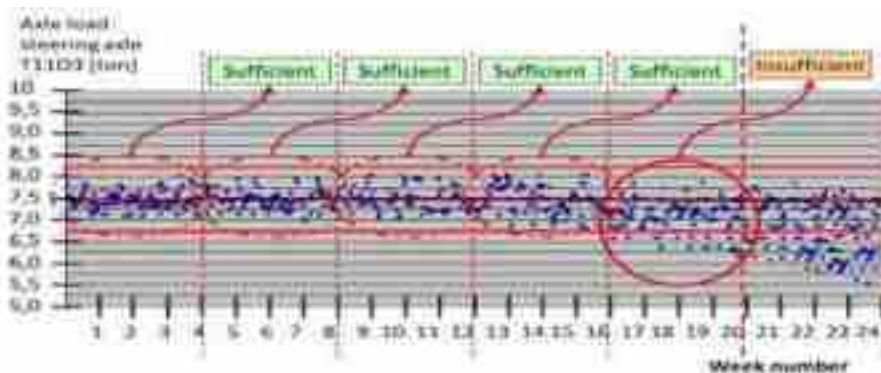 Axle load
steering axle
T11O3 [ton]
Sufficient Sufficient Sufficient Sufficient Insufficient
10
9,5
9,0
8,5
8,0
7,5
7,0
6,5
6,0
5,5
5,0
1 2 3 4 5 6 7 8 9 10 11 12 13 14 15 16 17 18 19 20 21 22 23 24
Week number